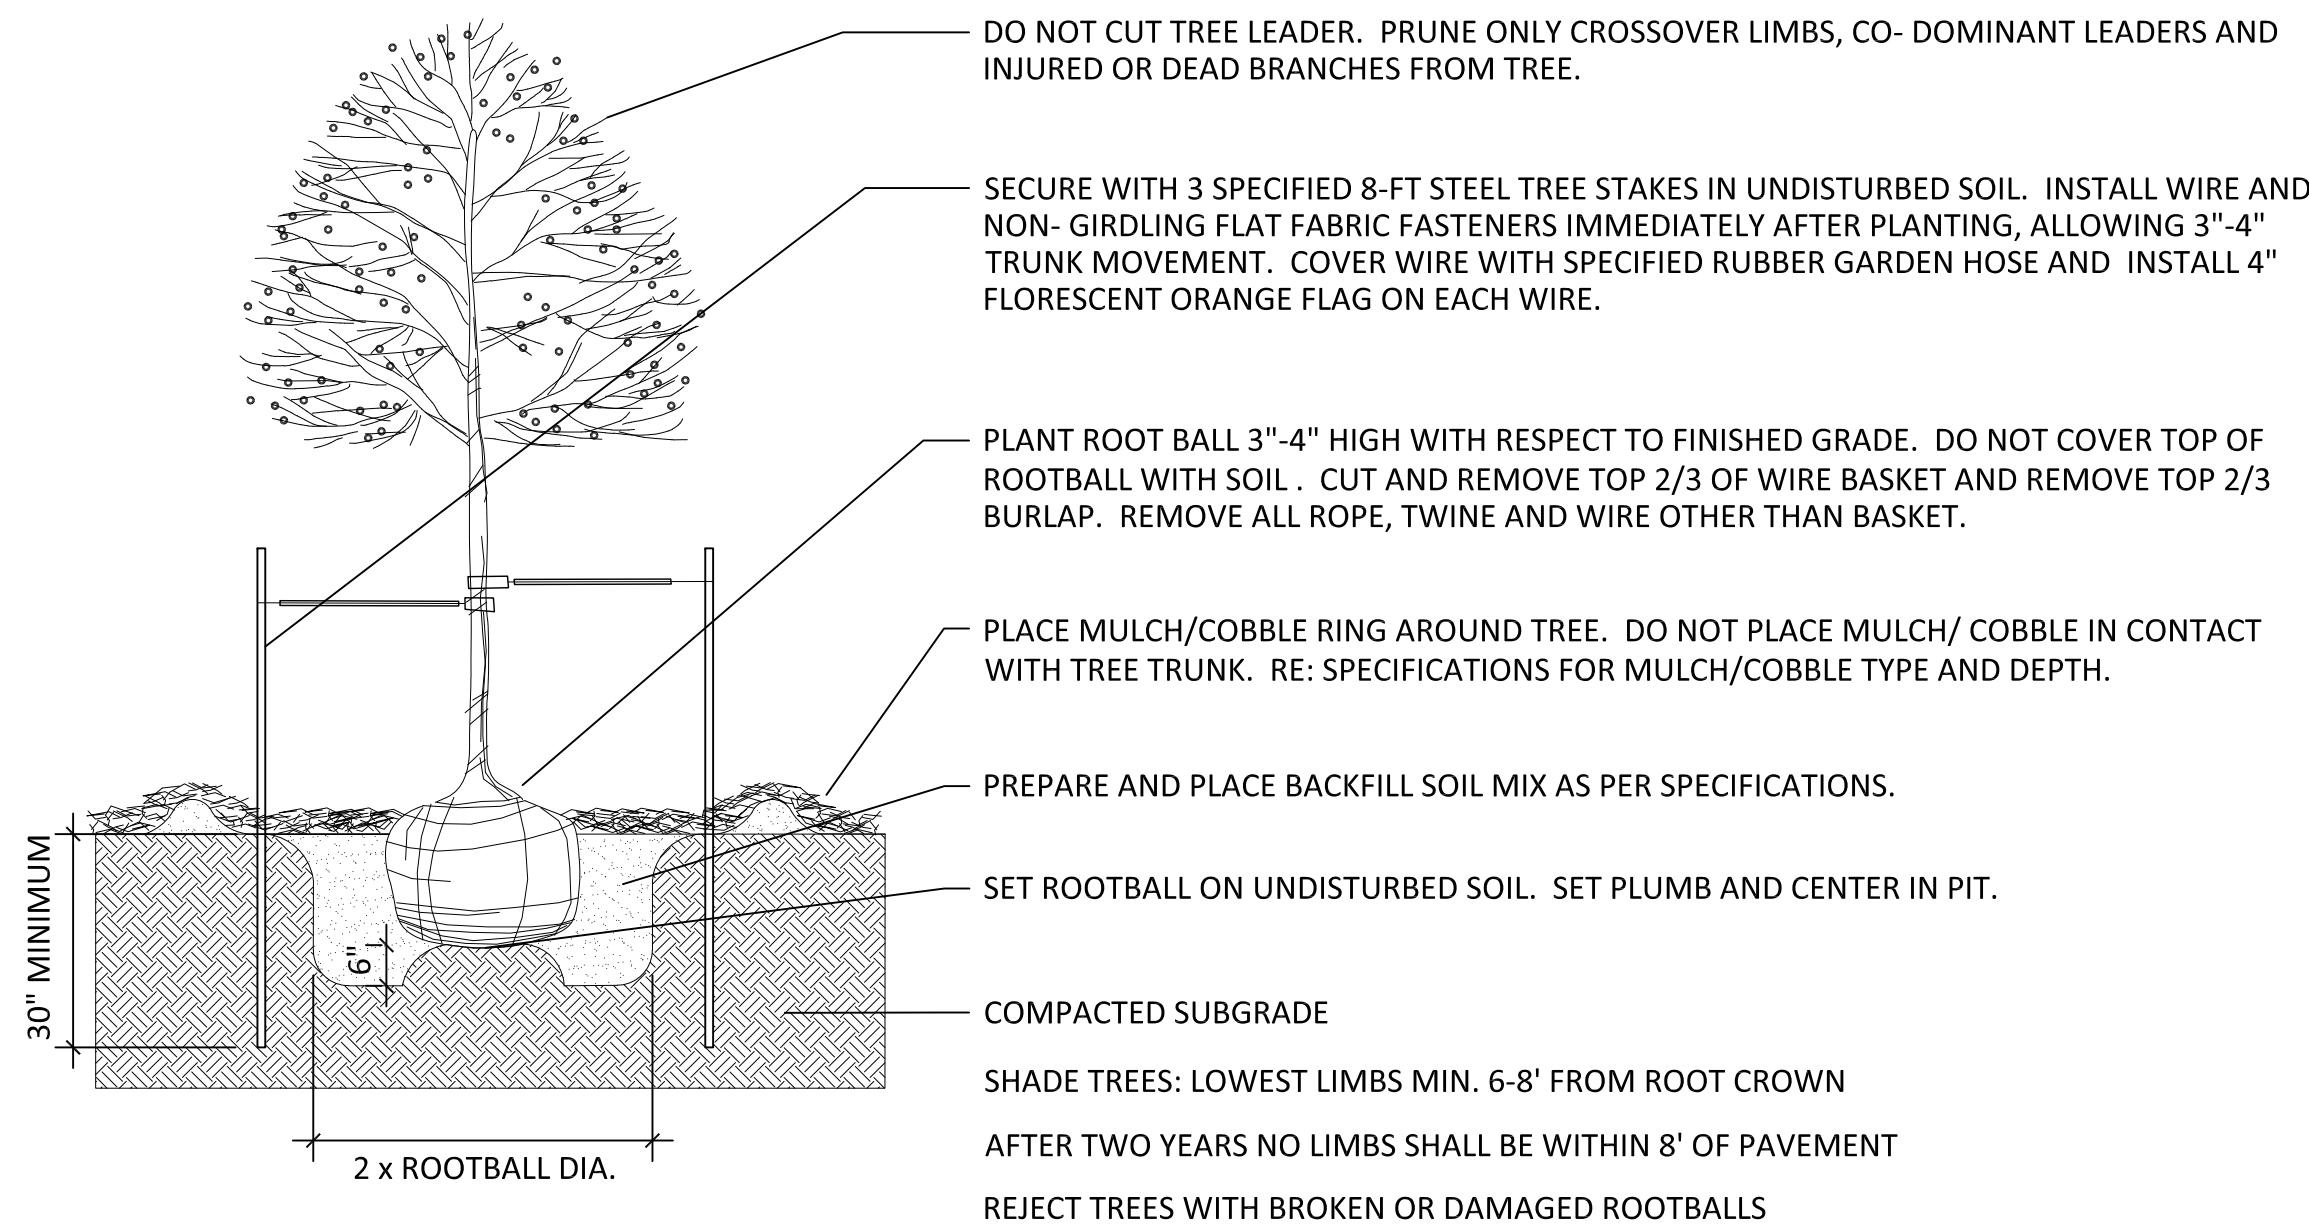 DO NOT CUT TREE LEADER.  PRUNE ONLY CROSSOVER LIMBS, CO- DOMINANT LEADERS AND
INJURED OR DEAD BRANCHES FROM TREE.
SECURE WITH 3 SPECIFIED 8-FT STEEL TREE STAKES IN UNDISTURBED SOIL.  INSTALL WIRE AND
NON- GIRDLING FLAT FABRIC FASTENERS IMMEDIATELY AFTER PLANTING, ALLOWING 3"-4"
TRUNK MOVEMENT.  COVER WIRE WITH SPECIFIED RUBBER GARDEN HOSE AND  INSTALL 4"
FLORESCENT ORANGE FLAG ON EACH WIRE.
PLANT ROOT BALL 3"-4" HIGH WITH RESPECT TO FINISHED GRADE.  DO NOT COVER TOP OF
ROOTBALL WITH SOIL .  CUT AND REMOVE TOP 2/3 OF WIRE BASKET AND REMOVE TOP 2/3
BURLAP.  REMOVE ALL ROPE, TWINE AND WIRE OTHER THAN BASKET.
PLACE MULCH/COBBLE RING AROUND TREE.  DO NOT PLACE MULCH/ COBBLE IN CONTACT
WITH TREE TRUNK.  RE: SPECIFICATIONS FOR MULCH/COBBLE TYPE AND DEPTH.
PREPARE AND PLACE BACKFILL SOIL MIX AS PER SPECIFICATIONS.
SET ROOTBALL ON UNDISTURBED SOIL.  SET PLUMB AND CENTER IN PIT.
30" MINIMUM
6"
COMPACTED SUBGRADE
SHADE TREES: LOWEST LIMBS MIN. 6-8' FROM ROOT CROWN
AFTER TWO YEARS NO LIMBS SHALL BE WITHIN 8' OF PAVEMENT
2 x ROOTBALL DIA.
REJECT TREES WITH BROKEN OR DAMAGED ROOTBALLS